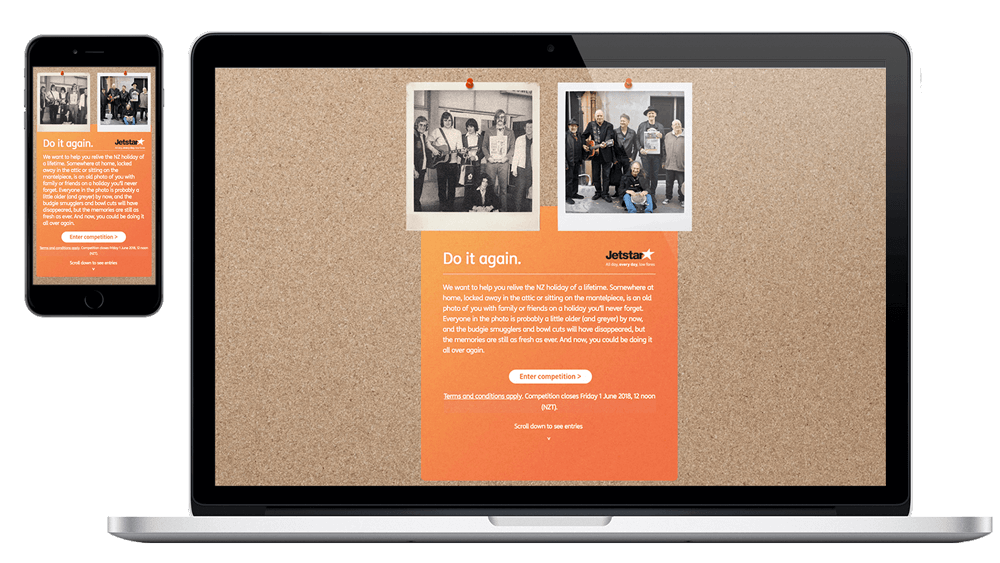 Do it again.
Jetstar
We want to help you relive the NZ holiday of
a lifetime. Somewhere at home, locked
away in the attic or sitting on the
mantelpiece, is an old photo of you with
family or friends on a holiday you'll never
forget. Everyone in the photo is probably a
little older (and greyer) by now, and the
budgie smugglers and bowl cuts will have
disappeared, but the memories are still as
fresh as ever. And now, you could be doing it
all over again.
Enter competition >
Terms and conditions apply. Competition closes Friday 1 June 2018, 12 noon
(NZT).
Scroll down to see entries
Do it again.
Jetstar
All day, every day, low fares
We want to help you relive the NZ holiday of a lifetime. Somewhere at
home, locked away in the attic or sitting on the mantelpiece, is an old
photo of you with family or friends on a holiday you'll never forget.
Everyone in the photo is probably a little older (and greyer) by now,
and the budgie smugglers and bowl cuts will have disappeared, but
the memories are still as fresh as ever. And now, you could be doing it
all over again.
Enter competition >
Terms and conditions apply. Competition closes Friday 1 June 2018, 12 noon
(NZT).
Scroll down to see entries